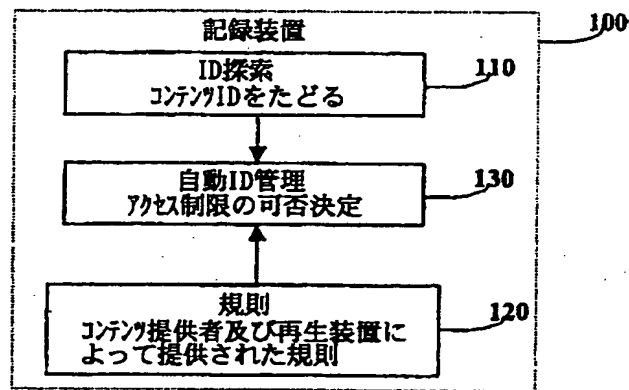 記録装置
100
ID探索
コンテンツIDをたどる
110
自動ID管理
アクセス制限の可否決定
130
規則
コンテンツ提供者及び再生装置に
よって提供された規則
120